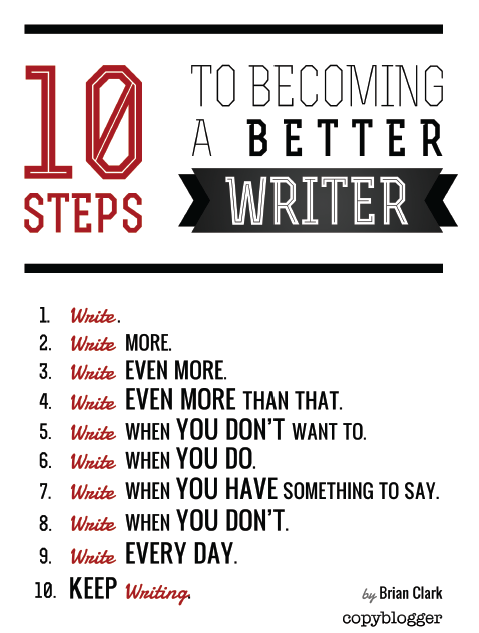 10 STEPS
TO BECOMING
A BETTER
WRITER
1. Write.
2. Write MORE.
3. Write EVEN MORE.
4. Write EVEN MORE THAN THAT.
5. Write WHEN YOU DON'T WANT TO.
6. Write WHEN YOU DO.
7. Write WHEN YOU HAVE SOMETHING TO SAY.
8. Write WHEN YOU DON'T.
9. Write EVERY DAY.
10. KEEP Writing.
by Brian Clark
copyblogger